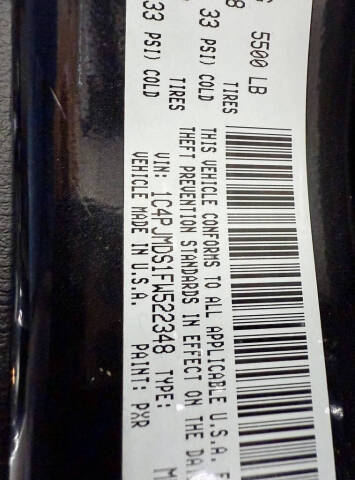 5500 LB
TIRES
33 PSI) COLD
TIRES
33 PSI) COLD
THIS VEHICLE CONFORMS TO ALL APPLICABLE U.S.A.
THEFT PREVENTION STANDARDS IN EFFECT ON THE
VIN: 1C4PJMDS1FW522348 TYPE:
VEHICLE MADE IN U.S.A. PAINT: PXR